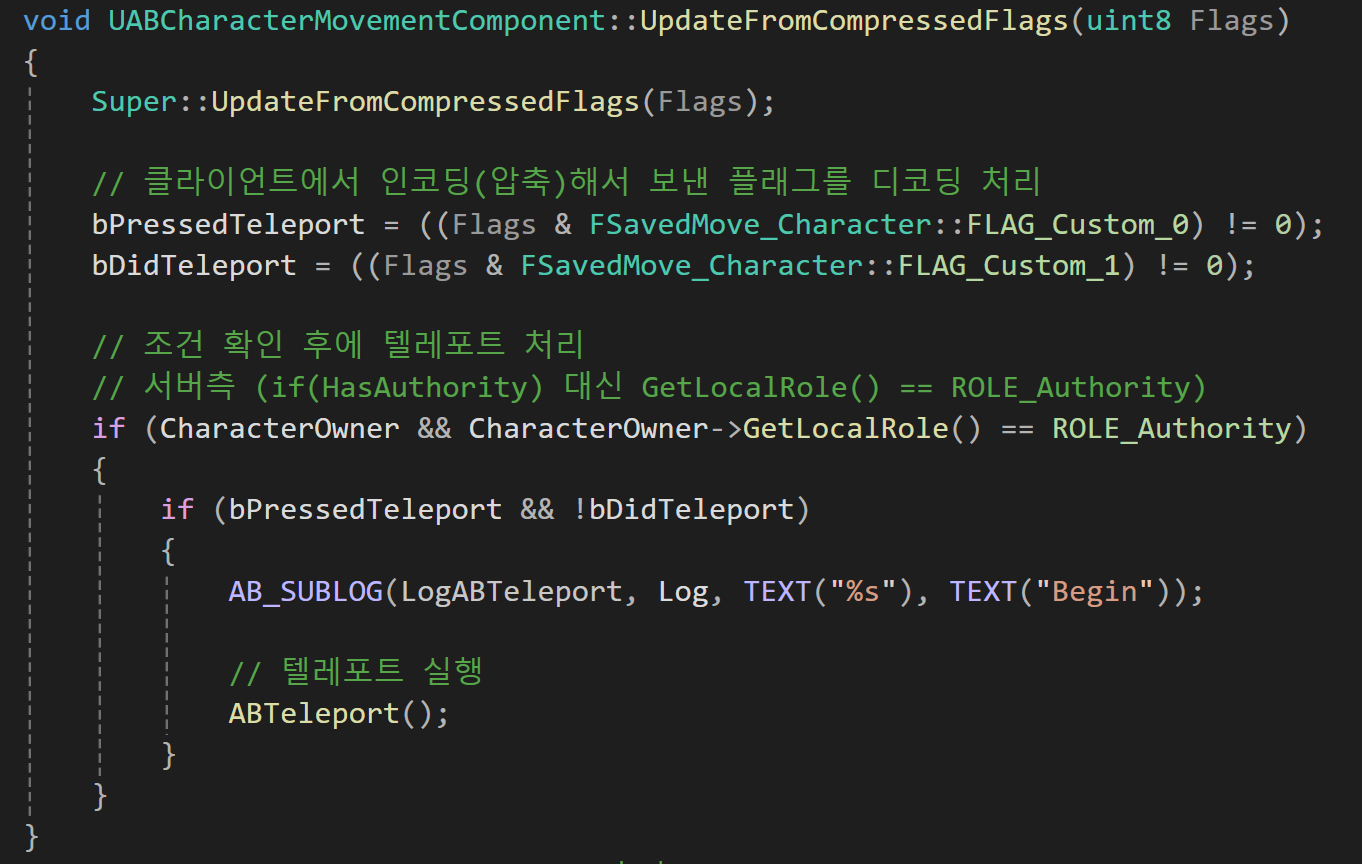 void UABCharacterMovementComponent::UpdateFromCompressedFlags(uint8 Flags)
{
Super::UpdateFromCompressedFlags(Flags);
// 클라이언트에서 인코딩(압축)해서 보낸 플래그를 디코딩 처리
bPressedTeleport = ((Flags & FSavedMove_Character::FLAG_Custom_0) != 0);
bDidTeleport = ((Flags & FSavedMove_Character::FLAG_Custom_1) != 0);
// 조건 확인 후에 텔레포트 처리
// 서버측 (if(HasAuthority) 대신 GetLocalRole() == ROLE_Authority)
if (CharacterOwner && CharacterOwner->GetLocalRole() == ROLE_Authority)
{
if (bPressedTeleport && !bDidTeleport)
{
AB_SUBLOG(LogABTeleport, Log, TEXT("%s"), TEXT("Begin"));
// 텔레포트 실행
ABTeleport();
}
}
}